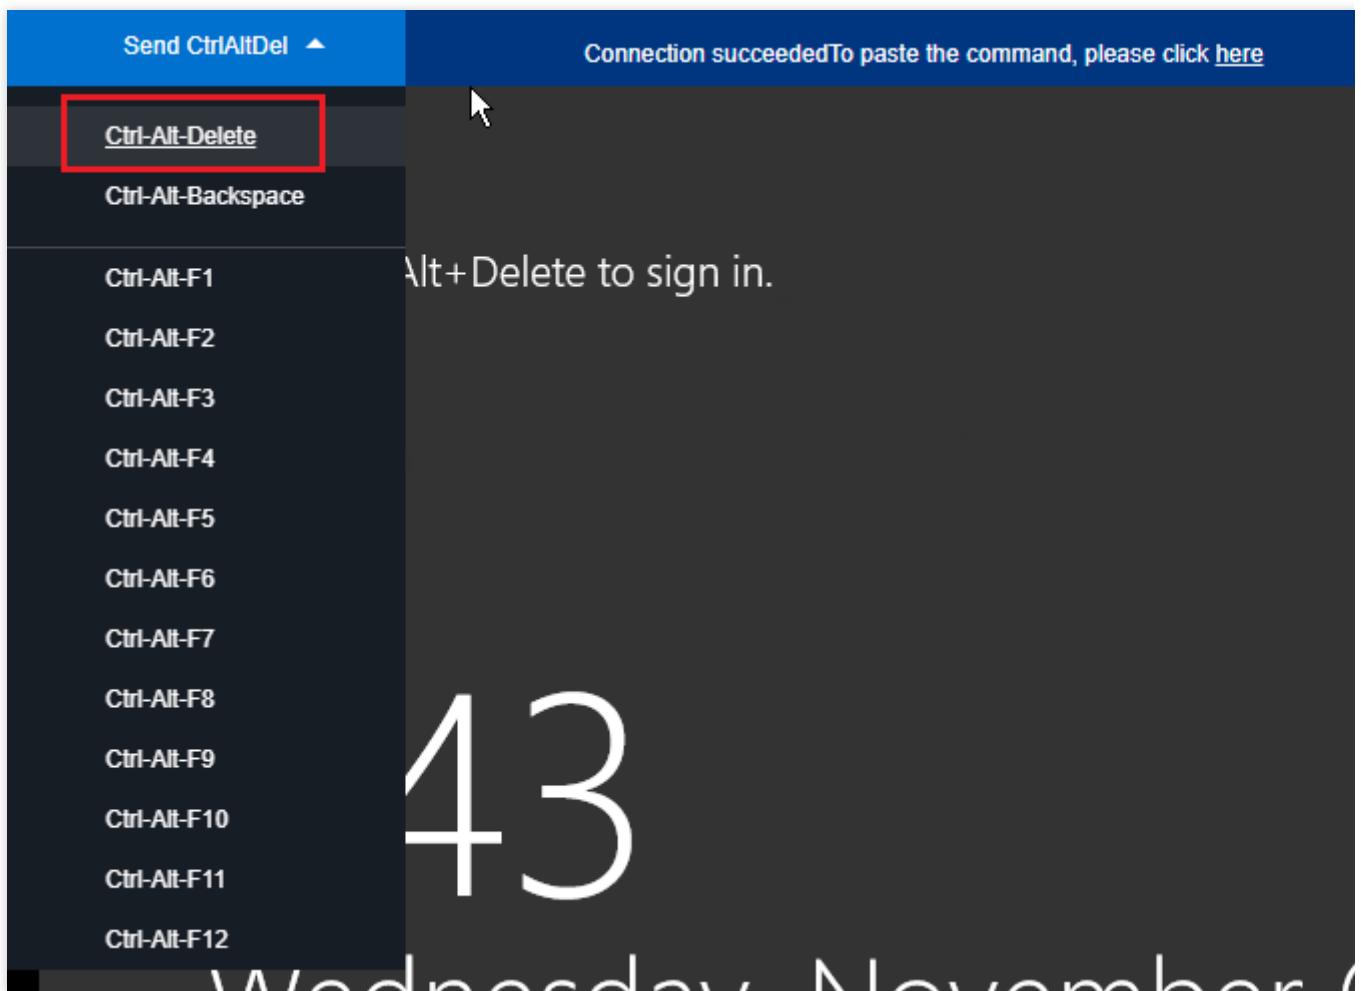 Send CtrlAltDel
Connection succeededTo paste the command, please click here
Ctrl-Alt-Delete
Ctrl-Alt-Backspace
Alt+Delete to sign in.
Ctrl-Alt-F1
Ctrl-Alt-F2
Ctrl-Alt-F3
Ctrl-Alt-F4
Ctrl-Alt-F5
Ctrl-Alt-F6
Ctrl-Alt-F7
Ctrl-Alt-F8
Ctrl-Alt-F9
Ctrl-Alt-F10
Ctrl-Alt-F11
Ctrl-Alt-F12
43
Wednesday, November